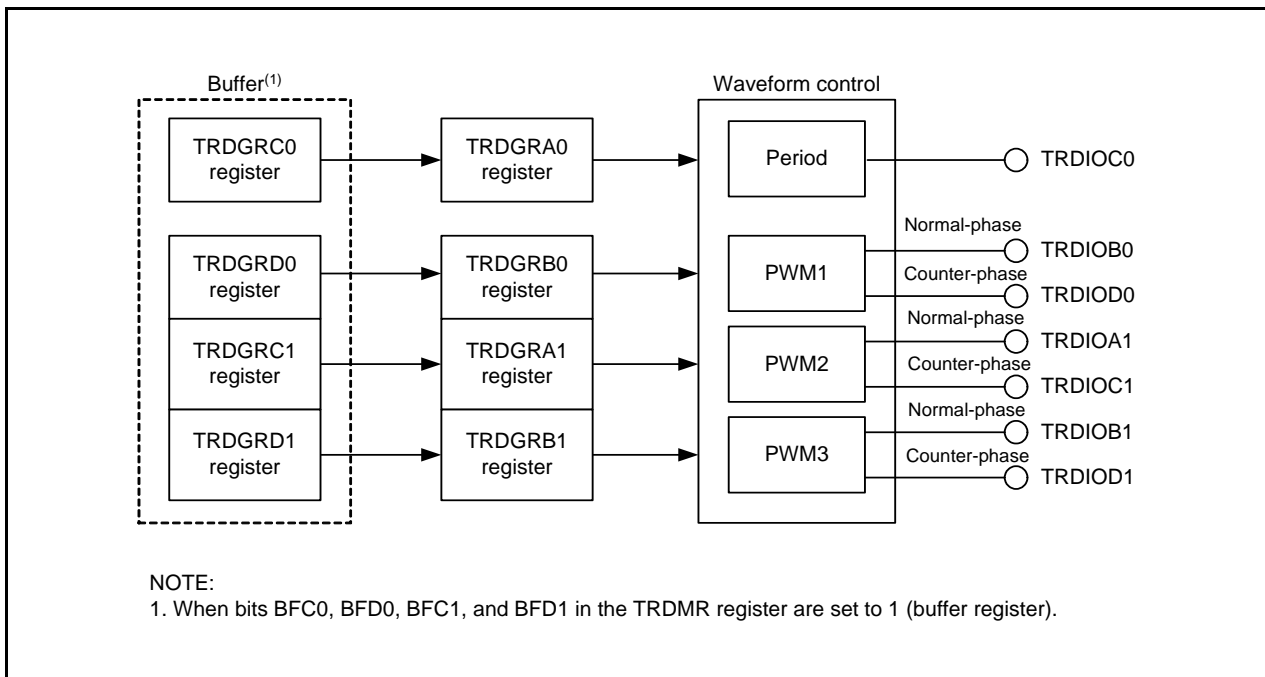 Buffer(1)
Waveform control
TRDGRC0
register
TRDGRA0
register
Period
TRDIOC0
TRDGRD0
register
TRDGRB0
register
PWM1
Normal-phase
TRDIOB0
Counter-phase
TRDIOD0
TRDGRC1
register
TRDGRA1
register
PWM2
Normal-phase
TRDIOA1
Counter-phase
TRDIOC1
TRDGRD1
register
TRDGRB1
register
PWM3
Normal-phase
TRDIOB1
Counter-phase
TRDIOD1
NOTE:
1. When bits BFC0, BFD0, BFC1, and BFD1 in the TRDMR register are set to 1 (buffer register).